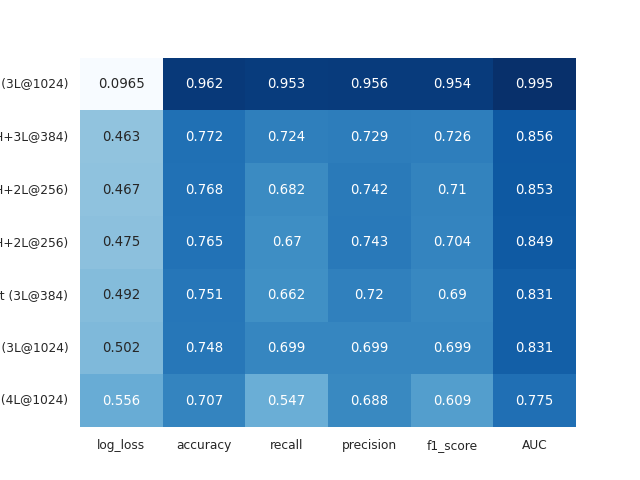 (3L@1024) 0.0965 0.962 0.953 0.956 0.954 0.995
H+3L@384) 0.463 0.772 0.724 0.729 0.726 0.856
H+2L@256) 0.467 0.768 0.682 0.742 0.71 0.853
H+2L@256) 0.475 0.765 0.67 0.743 0.704 0.849
t (3L@384) 0.492 0.751 0.662 0.72 0.69 0.831
(3L@1024) 0.502 0.748 0.699 0.699 0.699 0.831
(4L@1024) 0.556 0.707 0.547 0.688 0.609 0.775
log_loss accuracy recall precision f1_score AUC